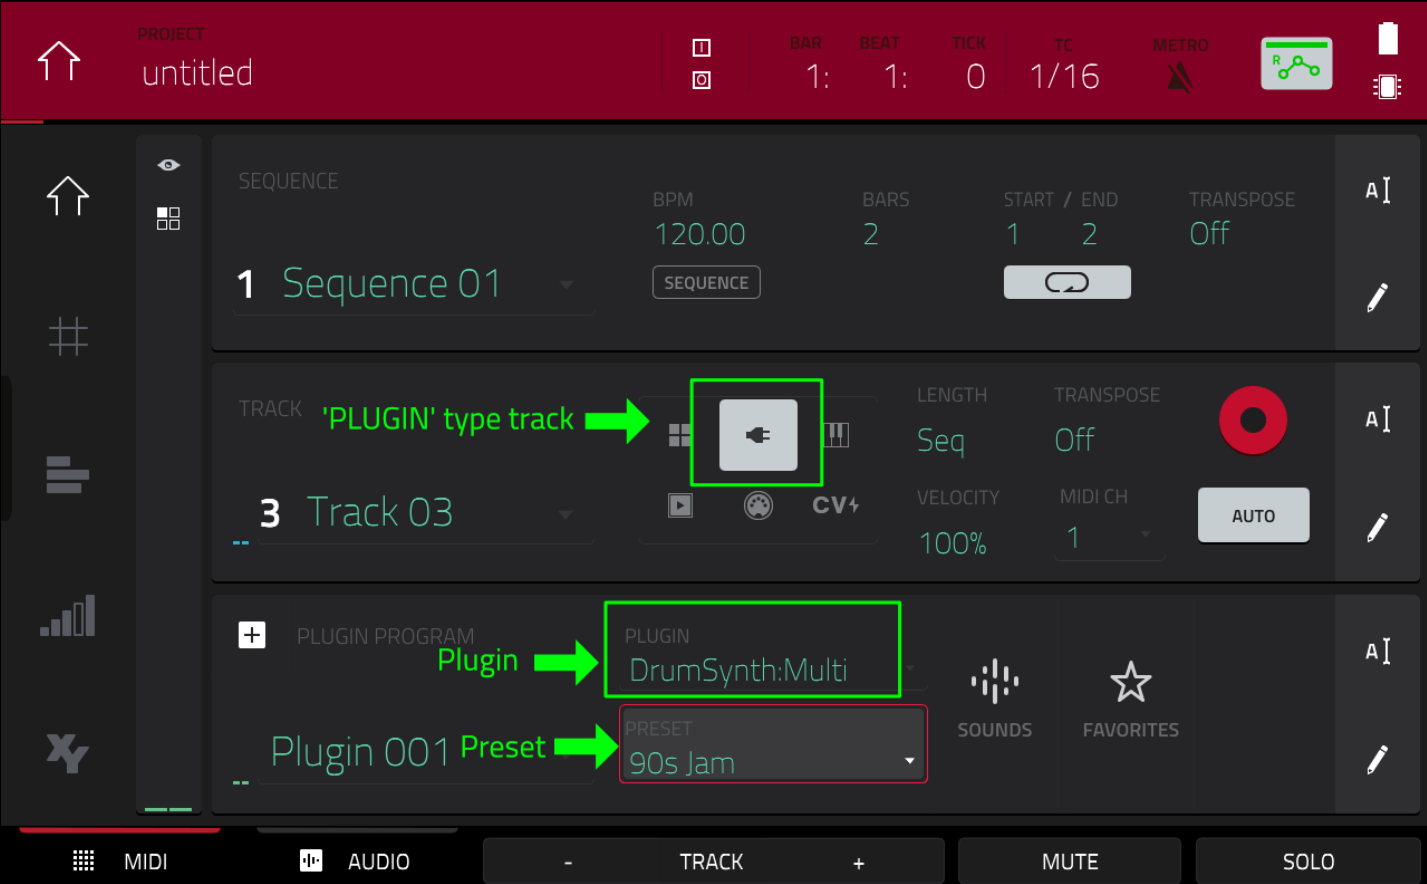 PROJECT
untitled
BAR BEAT TICK TC METRO
1: 1: 0 1/16
R
SEQUENCE
BPM BARS START / END TRANSPOSE
120.00 2 1 2 Off
1 Sequence 01
SEQUENCE
A
TRACK
'PLUGIN' type track
LENGTH TRANSPOSE
Seq Off
A
3 Track 03
CV
VELOCITY MIDI CH
100% 1
AUTO
PLUGIN PROGRAM
Plugin
PLUGIN
DrumSynth:Multi
A
SOUNDS FAVORITES
Plugin 001
Preset
PRESET
90s Jam
XY
MIDI AUDIO - TRACK + MUTE SOLO